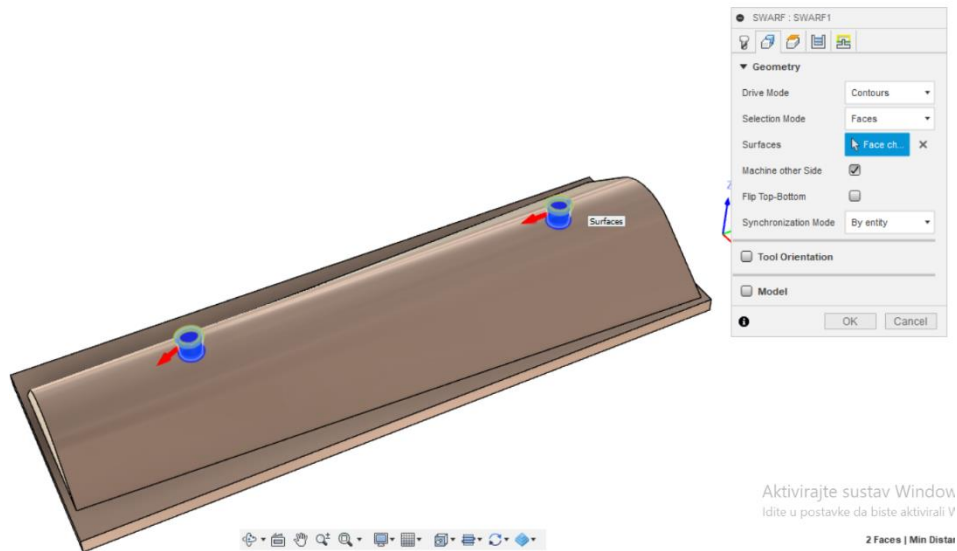 SWARF : SWARF1
Geometry
Drive Mode Contours
Selection Mode Faces
Surfaces Face ch...
Machine other Side
Flip Top-Bottom
Synchronization Mode By entity
Tool Orientation
Model
OK Cancel
Surfaces
Z
Aktivirajte sustav Window
Idite u postavke da biste aktivirali W
2 Faces | Min Distan